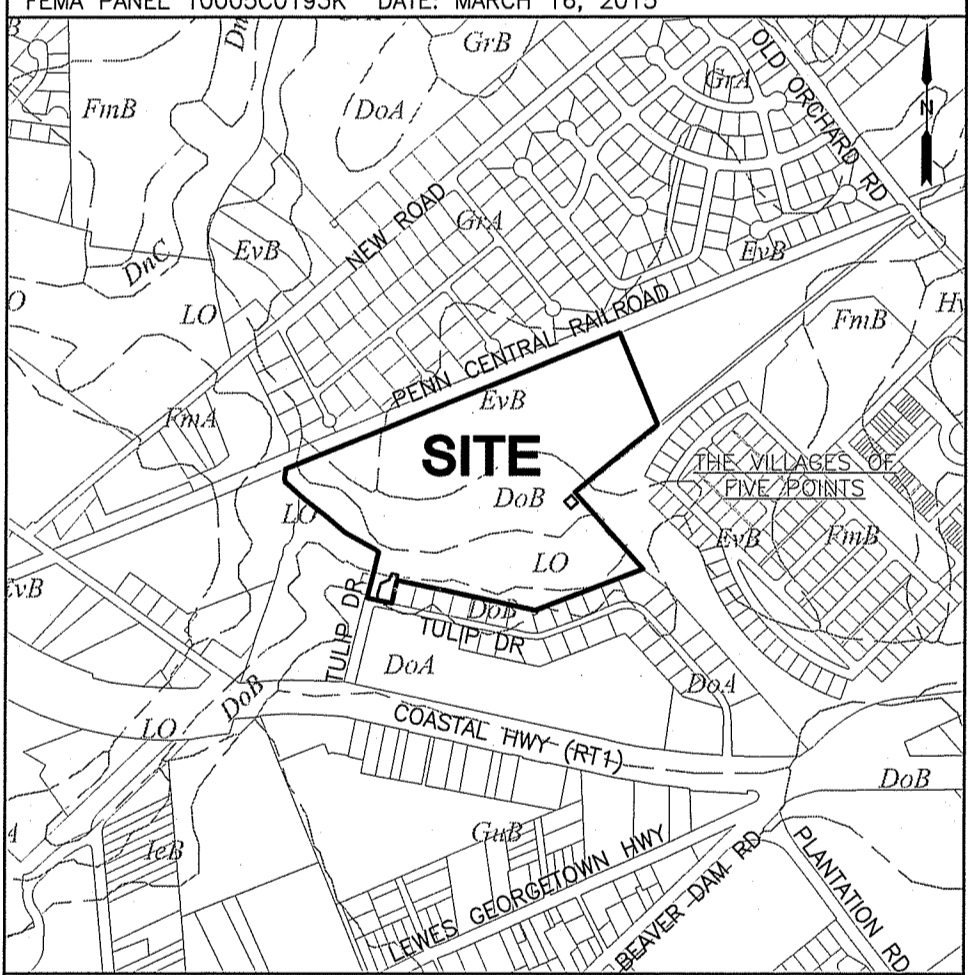 FEMA PANEL 10005C0195K DATE: MARCH 16, 2015
GrB
OLD ORCHARD RD
GrA
FmB
DoA
N
NEW ROAD
GrA
EvB
EvB
DnC
LO
FmB
PENN CENTRAL RAILROAD
EvB
FmA
SITE
THE VILLAGES OF
FIVE POINTS
DoB
LO
EvB
FmB
LO
EvB
DoB
TULIP DR
TULIP DR
DoA
DoA
DoB
LO
COASTAL HWY (RT1)
DoB
GuB
IeB
LEWES GEORGETOWN HWY
BEAVER DAM RD
PLANTATION RD